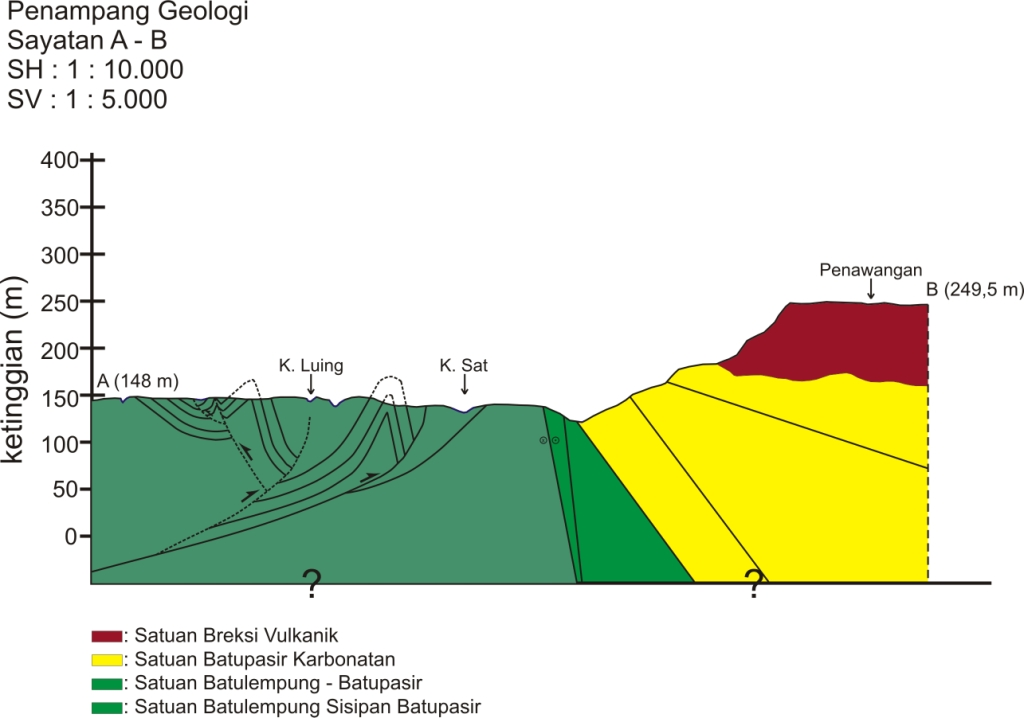 Penampang Geologi
Sayatan A - B
SH : 1 : 10.000
SV : 1 : 5.000
400
350
300
250
200
150
100
50
0
ketinggian (m)
A (148 m)
K. Luing
K. Sat
Penawangan
B (249,5 m)
?
?
: Satuan Breksi Vulkanik
: Satuan Batupasir Karbonatan
: Satuan Batulempung - Batupasir
: Satuan Batulempung Sisipan Batupasir